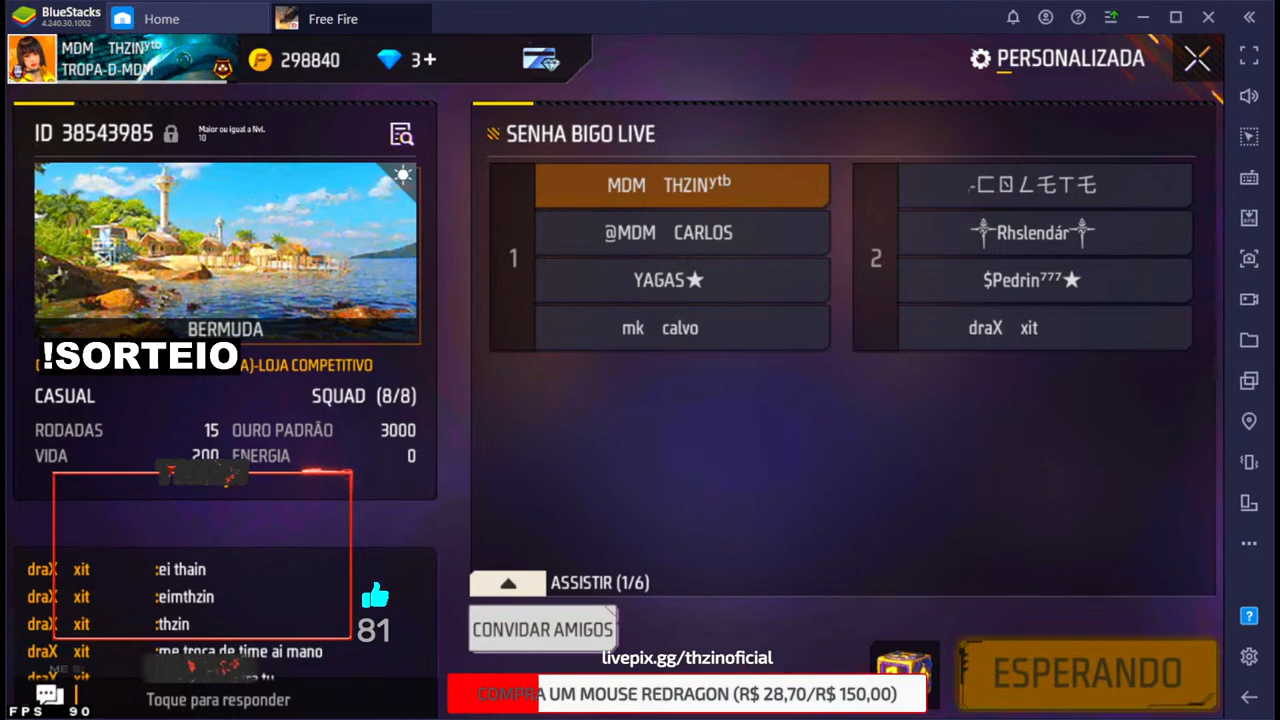 BlueStacks
4.240.30.1002
Home
Free Fire
MDM THZINʸᵗᵇ
TROPA-D-MDM
298840
3+
PERSONALIZADA
ID 38543985
Maior ou igual a Nvl.
10
BERMUDA
!SORTEIO
A)-LOJA COMPETITIVO
CASUAL
SQUAD (8/8)
RODADAS 15 OURO PADRÃO 3000
VIDA 200 ENERGIA 0
SENHA BIGO LIVE
1
MDM THZINʸᵗᵇ
@MDM CARLOS
YAGAS★
mk calvo
2
Rhslendár
$Pedrin⁷⁷⁷★
draX xit
draX xit :ei thain
draX xit :eimthzin
draX xit :thzin
:me troca de time ai mano
81
Toque para responder
FPS 90
ASSISTIR (1/6)
CONVIDAR AMIGOS
livepix.gg/thzinoficial
COMPRA UM MOUSE REDRAGON (R$ 28,70/R$ 150,00)
ESPERANDO